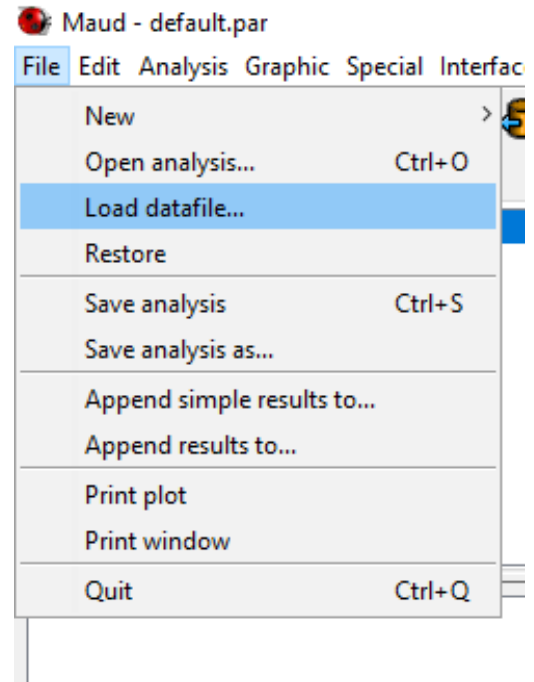 Maud - default.par
File Edit Analysis Graphic Special Interfac
New >
Open analysis... Ctrl+O
Load datafile...
Restore
Save analysis Ctrl+S
Save analysis as...
Append simple results to...
Append results to...
Print plot
Print window
Quit Ctrl+Q